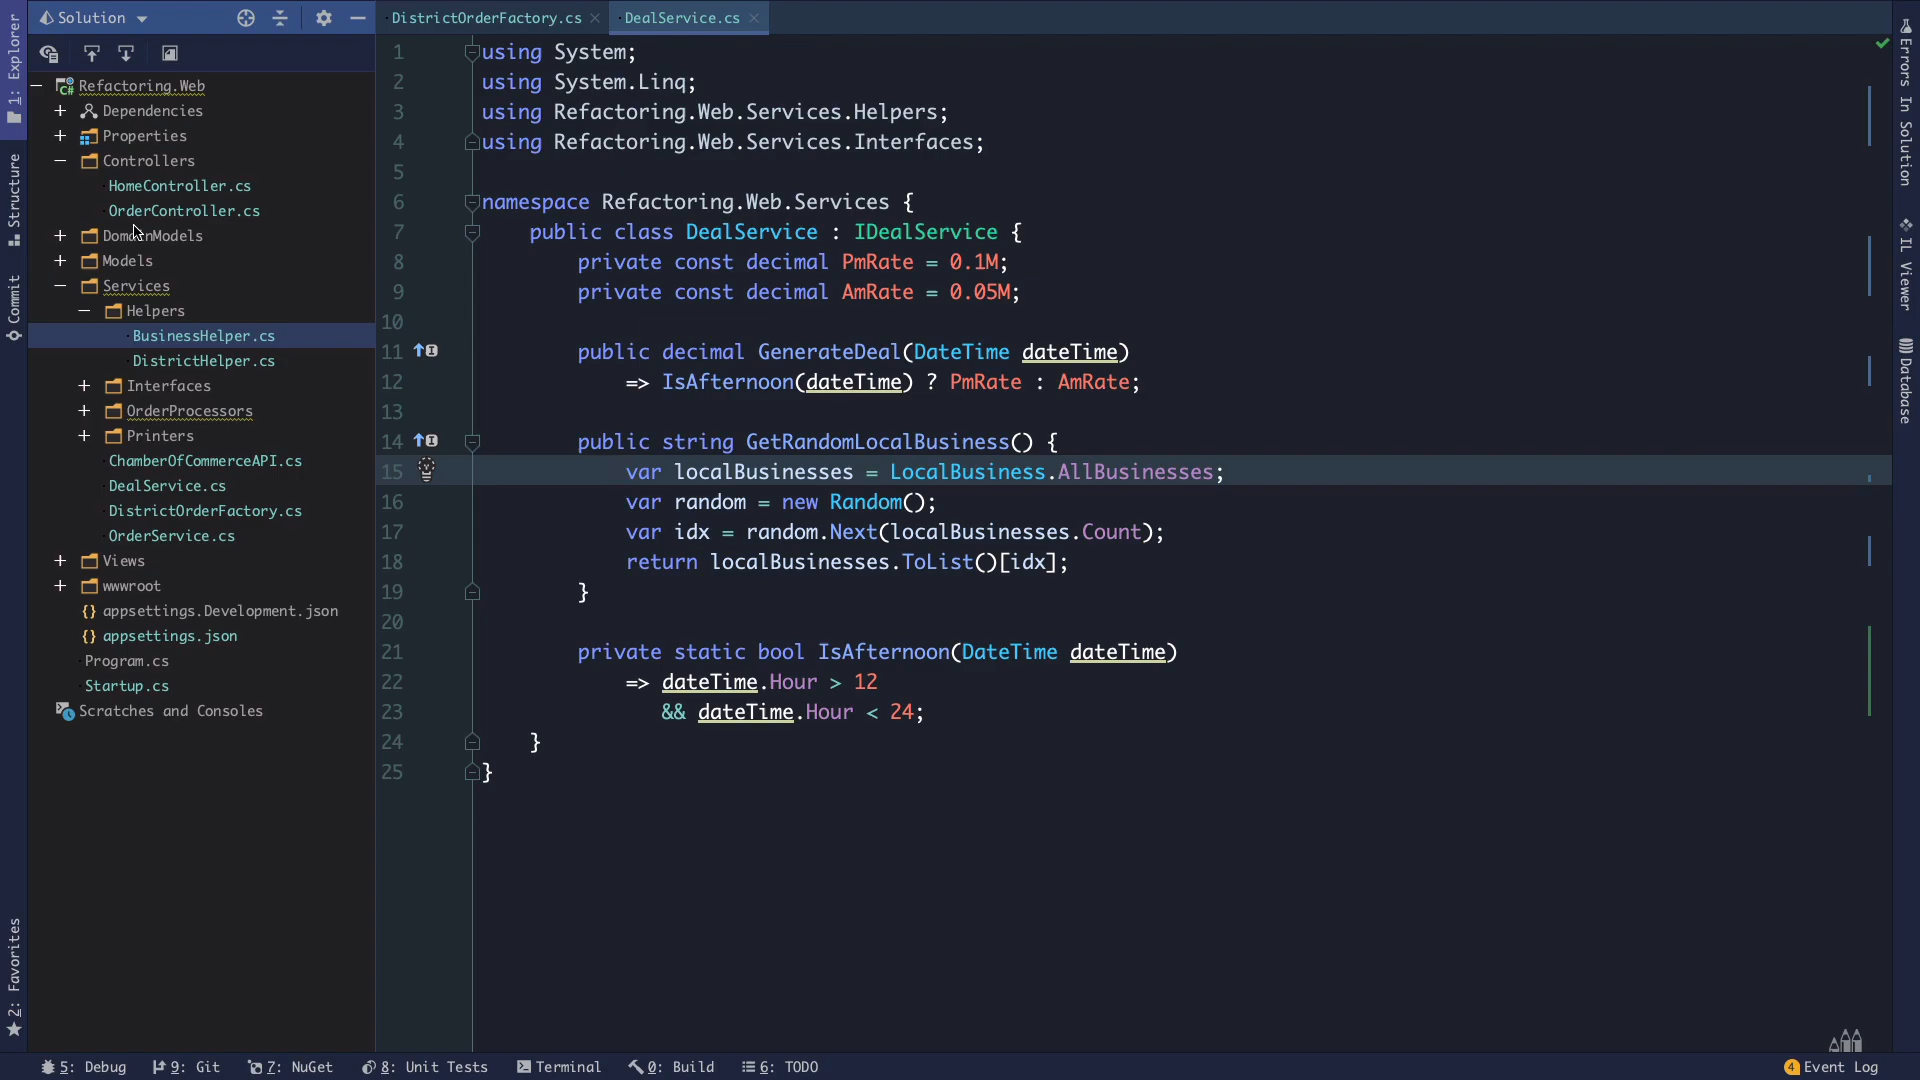 Solution
DistrictOrderFactory.cs
DealService.cs
1: Explorer
Structure
Commit
2: Favorites
Refactoring.Web
Dependencies
Properties
Controllers
HomeController.cs
OrderController.cs
DomainModels
Models
Services
Helpers
BusinessHelper.cs
DistrictHelper.cs
Interfaces
OrderProcessors
Printers
ChamberOfCommerceAPI.cs
DealService.cs
DistrictOrderFactory.cs
OrderService.cs
Views
wwwroot
{} appsettings.Development.json
{} appsettings.json
Program.cs
Startup.cs
Scratches and Consoles
1 using System;
2 using System.Linq;
3 using Refactoring.Web.Services.Helpers;
4 using Refactoring.Web.Services.Interfaces;
5
6 namespace Refactoring.Web.Services {
7 public class DealService : IDealService {
8 private const decimal PmRate = 0.1M;
9 private const decimal AmRate = 0.05M;
10
11 public decimal GenerateDeal(DateTime dateTime)
12 => IsAfternoon(dateTime) ? PmRate : AmRate;
13
14 public string GetRandomLocalBusiness() {
15 var localBusinesses = LocalBusiness.AllBusinesses;
16 var random = new Random();
17 var idx = random.Next(localBusinesses.Count);
18 return localBusinesses.ToList()[idx];
19 }
20
21 private static bool IsAfternoon(DateTime dateTime)
22 => dateTime.Hour > 12
23 && dateTime.Hour < 24;
24 }
25 }
Errors In Solution
IL Viewer
Database
5: Debug
9: Git
7: NuGet
8: Unit Tests
Terminal
0: Build
6: TODO
4 Event Log